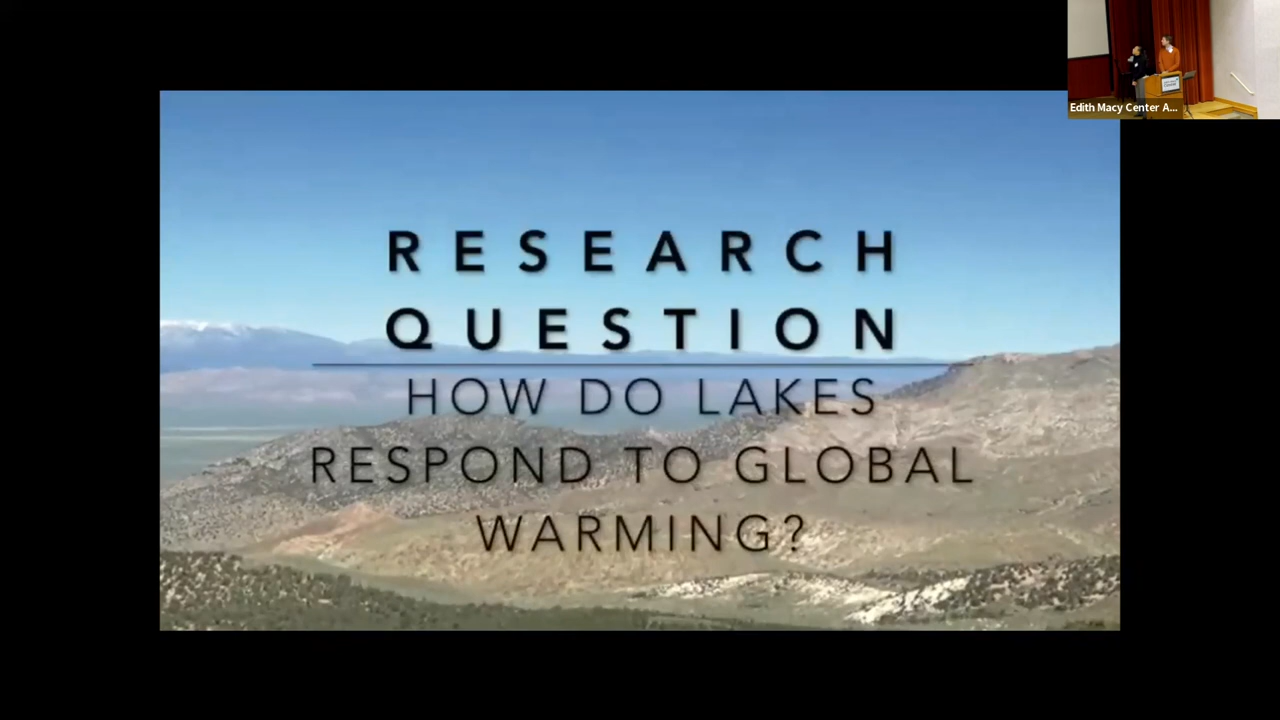 Edith Macy Center A...
RESEARCH
QUESTION
HOW DO LAKES
RESPOND TO GLOBAL
WARMING?